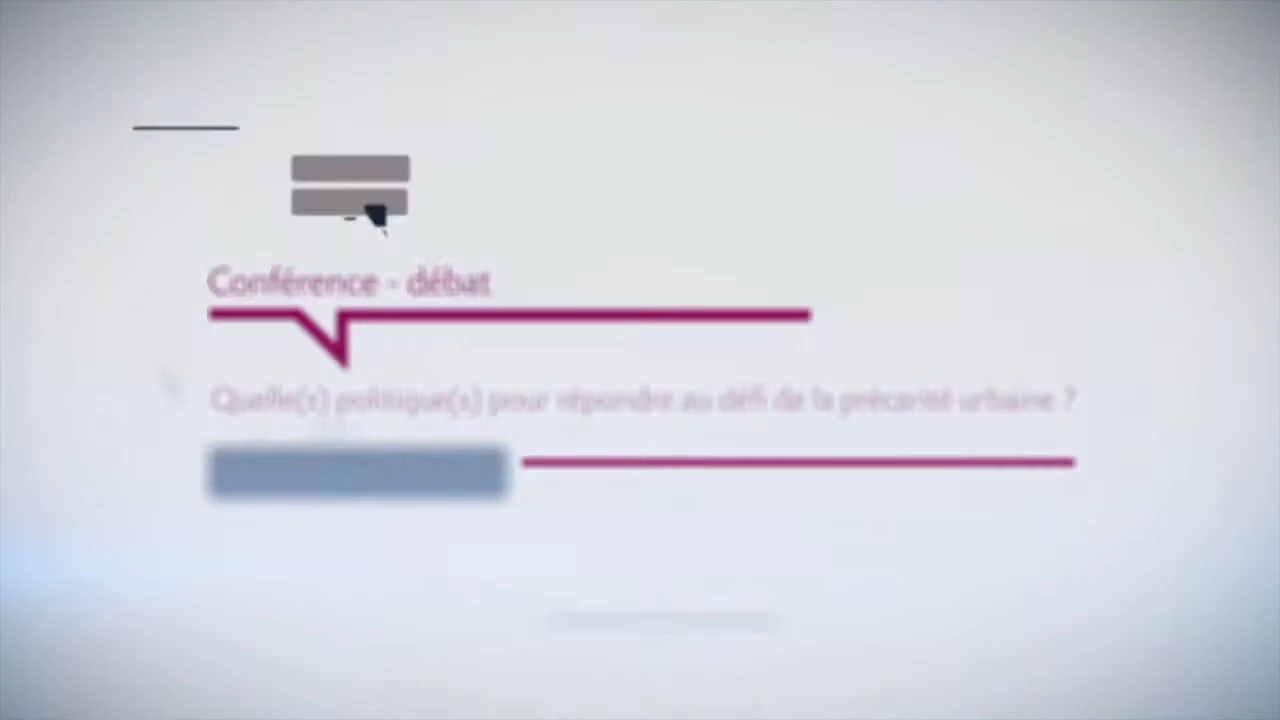 Conférence - débat
Quelle(s) politique(s) pour répondre au défi de la précarité urbaine ?